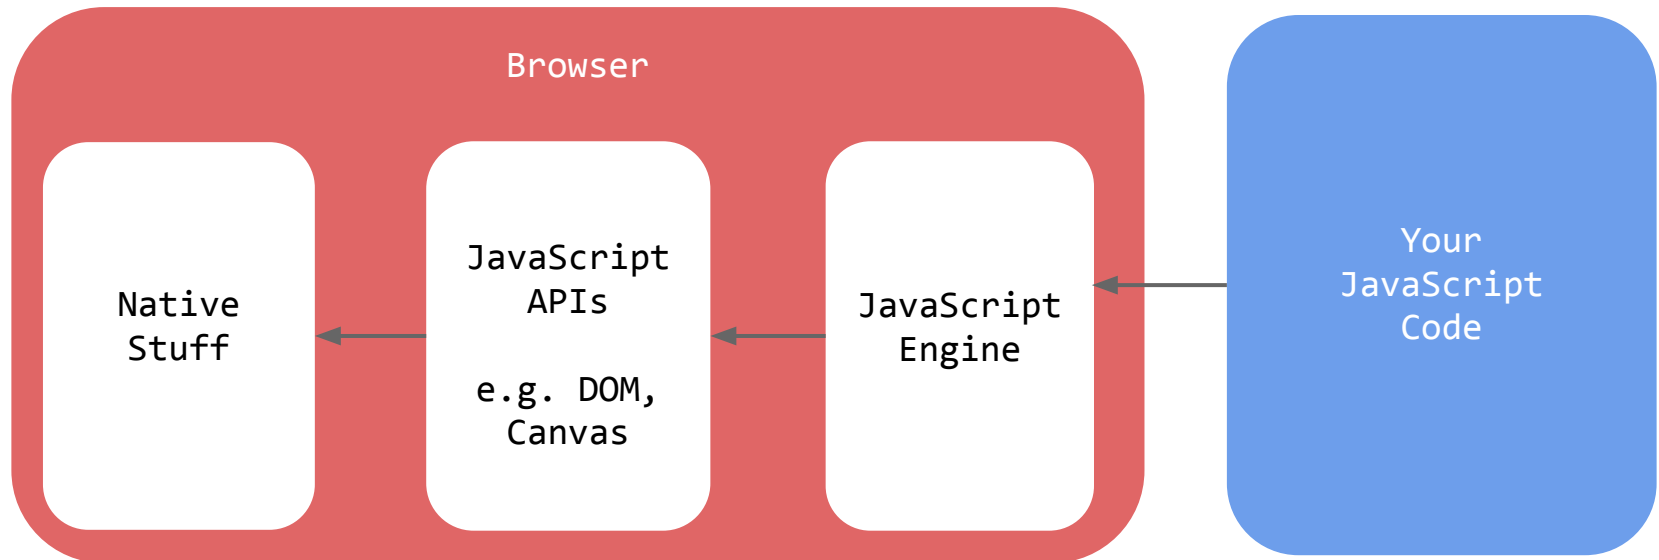 Browser
Native
Stuff
JavaScript
APIs
e.g. DOM,
Canvas
JavaScript
Engine
Your
JavaScript
Code